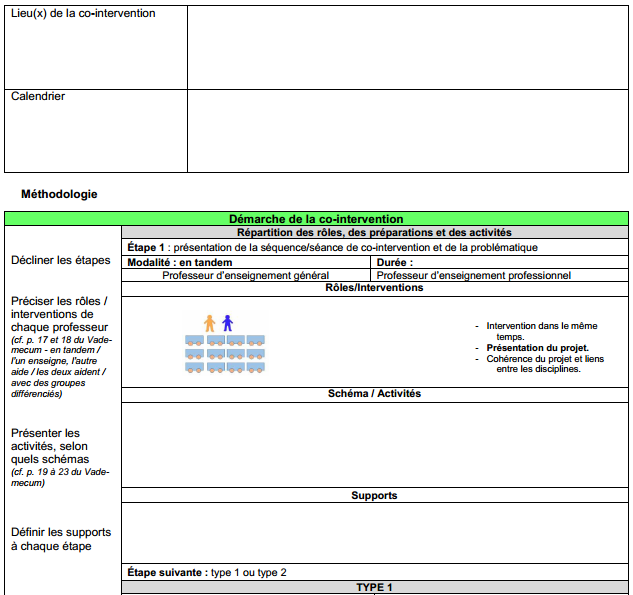 Lieu(x) de la co-intervention
Calendrier
Méthodologie
Démarche de la co-intervention
Répartition des rôles, des préparations et des activités
Étape 1 : présentation de la séquence/séance de co-intervention et de la problématique
Décliner les étapes
Modalité : en tandem
Durée :
Professeur d'enseignement général
Professeur d'enseignement professionnel
Rôles/Interventions
Préciser les rôles /
interventions de
chaque professeur
(cf. p. 17 et 18 du Vade-
mecum - en tandem /
l'un enseigne, l'autre
aide / les deux aident /
avec des groupes
différenciés)
- Intervention dans le même
temps.
- Présentation du projet.
- Cohérence du projet et liens
entre les disciplines.
Schéma / Activités
Présenter les
activités, selon
quels schémas
(cf. p. 19 à 23 du Vade-
mecum)
Supports
Définir les supports
à chaque étape
Étape suivante : type 1 ou type 2
TYPE 1